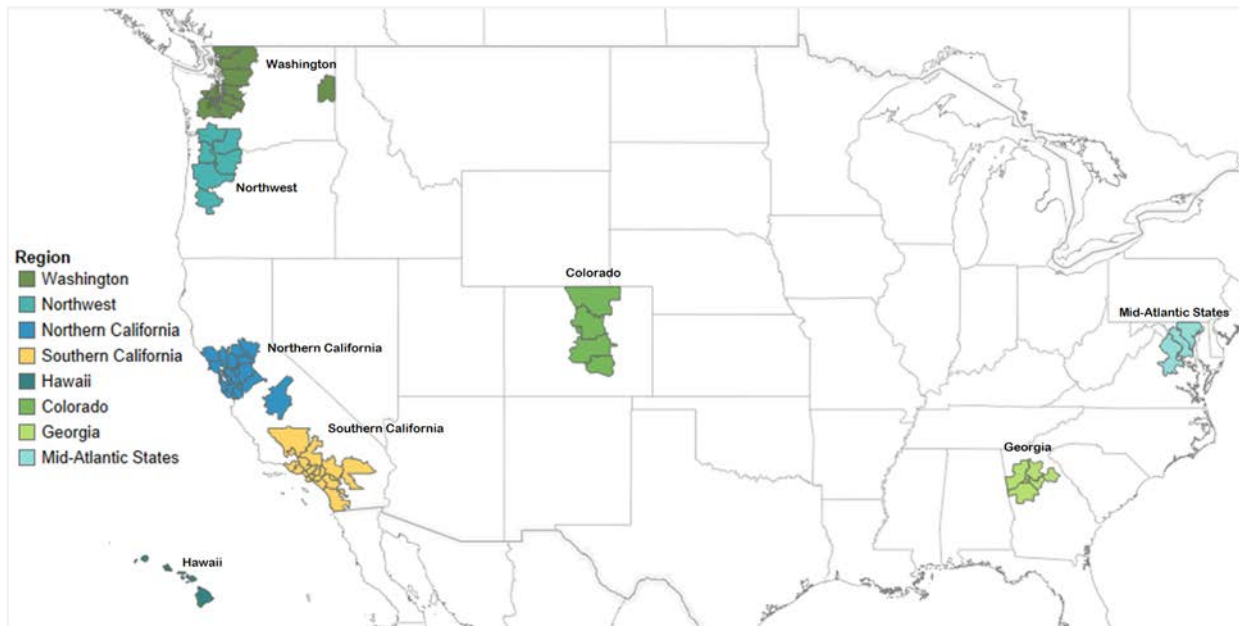 Washington
Northwest
Colorado
Region
Washington
Northwest
Northern California
Southern California
Hawaii
Colorado
Georgia
Mid-Atlantic States
Mid-Atlantic States
Northern California
Southern California
Georgia
Hawaii